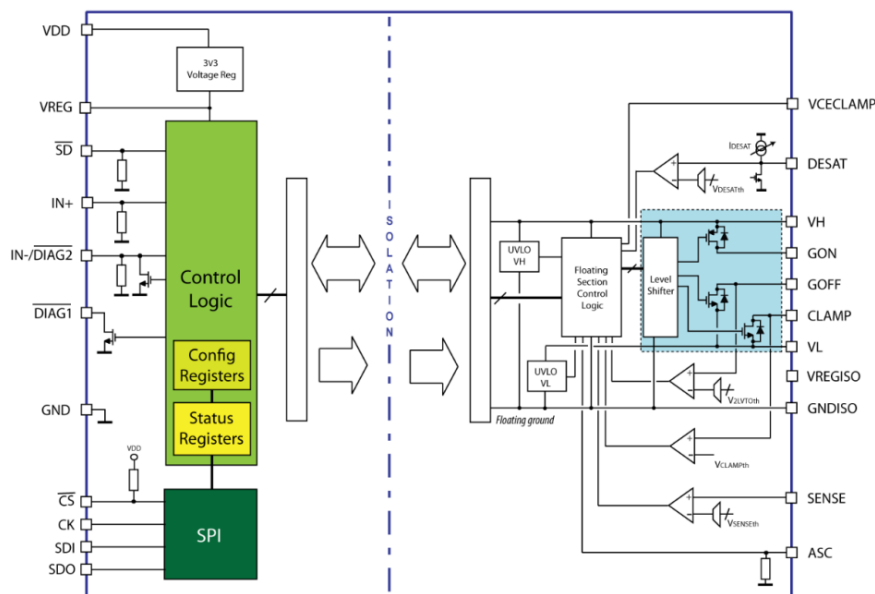 VDD
3v3
Voltage Reg
VREG
SD
IN+
IN-/DIAG2
DIAG1
GND
Control
Logic
Config
Registers
Status
Registers
VDD
CS
CK
SDI
SDO
SPI
ISOLATION
VCECLAMP
IDESAT
DESAT
VDESATth
VH
UVLO
VH
Floating
Section
Control
Logic
Level
Shifter
GON
GOFF
CLAMP
VL
UVLO
VL
VREGISO
V2LVTOth
GNDISO
Floating ground
VCLAMPth
SENSE
VSENSEth
ASC